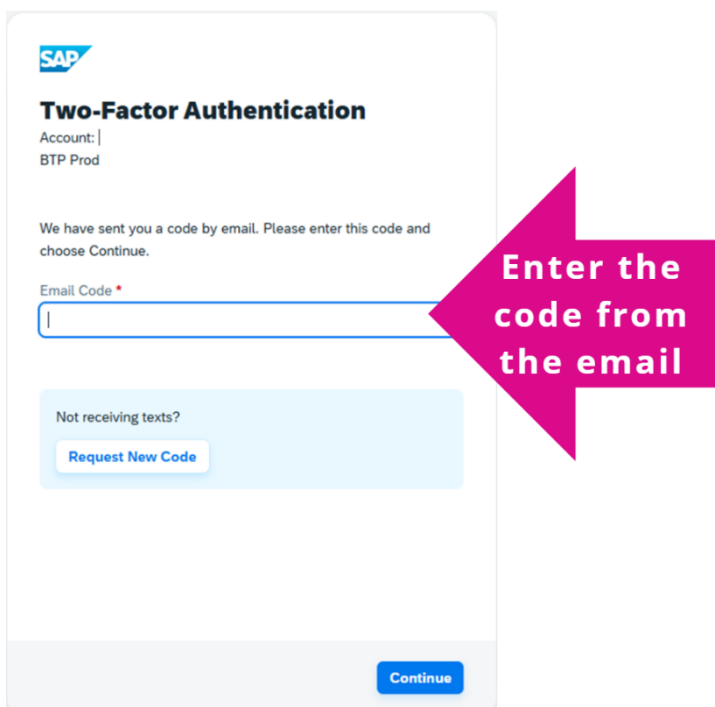 SAP
Two-Factor Authentication
Account:
BTP Prod
We have sent you a code by email. Please enter this code and
choose Continue.
Email Code *
Enter the
code from
the email
Not receiving texts?
Request New Code
Continue